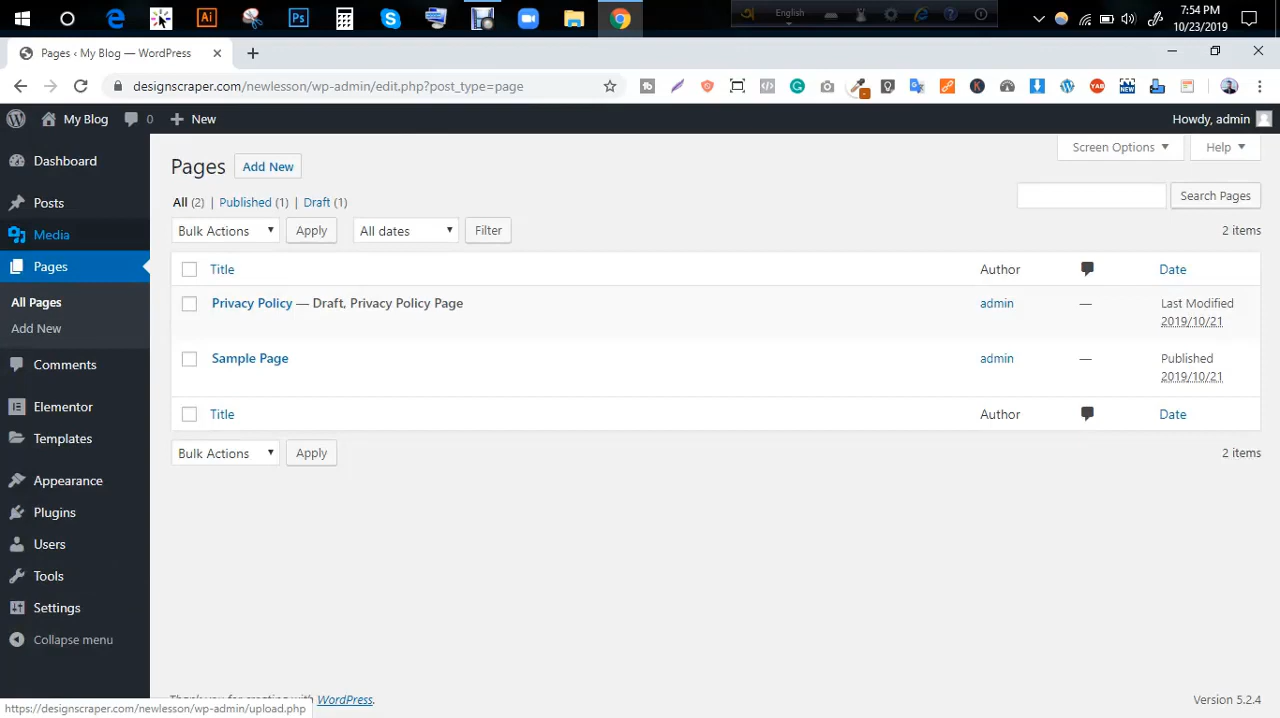 Ai
Ps
English
7:54 PM
10/23/2019
Pages ‹ My Blog — WordPress
designscraper.com/newlesson/wp-admin/edit.php?post_type=page
YAB
NEW
K
My Blog
0
New
Howdy, admin
Dashboard
Posts
Media
Pages
All Pages
Add New
Comments
Elementor
Templates
Appearance
Plugins
Users
Tools
Settings
Collapse menu
Screen Options
Help
Pages
Add New
All (2) | Published (1) | Draft (1)
Search Pages
Bulk Actions
Apply
All dates
Filter
2 items
Title
Author
Date
Privacy Policy — Draft, Privacy Policy Page
admin
—
Last Modified
2019/10/21
Sample Page
admin
—
Published
2019/10/21
Title
Author
Date
Bulk Actions
Apply
2 items
Thank you for creating with WordPress.
Version 5.2.4
https://designscraper.com/newlesson/wp-admin/upload.php